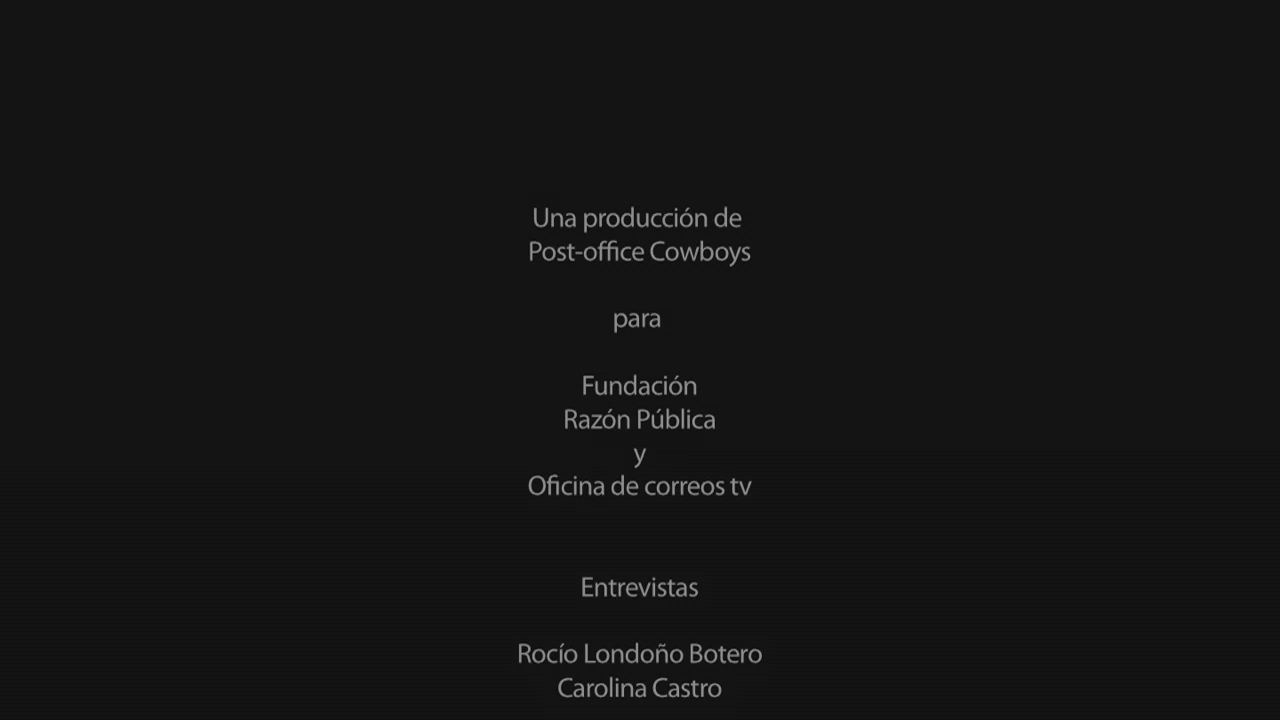 Una producción de
Post-office Cowboys
para
Fundación
Razón Pública
y
Oficina de correos tv
Entrevistas
Rocío Londoño Botero
Carolina Castro